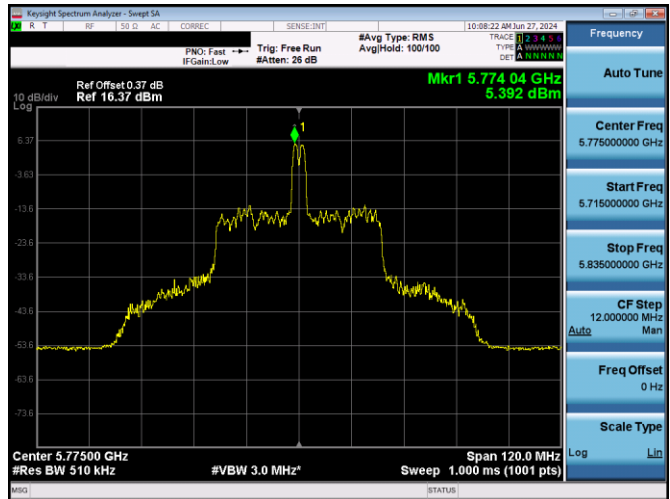 Keysight Spectrum Analyzer - Swept SA
R T RF 50 Ω AC CORREC SENSE:INT 10:08:22 AM Jun 27, 2024
#Avg Type: RMS TRACE 1 2 3 4 5 6
PNO: Fast Trig: Free Run Avg|Hold: 100/100 TYPE A WWWWW
IFGain:Low #Atten: 26 dB DET A N N N N N
Mkr1 5.774 04 GHz
5.392 dBm
Ref Offset 0.37 dB
10 dB/div Ref 16.37 dBm
Log
1
6.37
-3.63
-13.6
-23.6
-33.6
-43.6
-53.6
-63.6
-73.6
Center 5.77500 GHz Span 120.0 MHz
#Res BW 510 kHz #VBW 3.0 MHz* Sweep 1.000 ms (1001 pts)
MSG STATUS
Frequency
Auto Tune
Center Freq
5.775000000 GHz
Start Freq
5.715000000 GHz
Stop Freq
5.835000000 GHz
CF Step
12.000000 MHz
Auto Man
Freq Offset
0 Hz
Scale Type
Log Lin